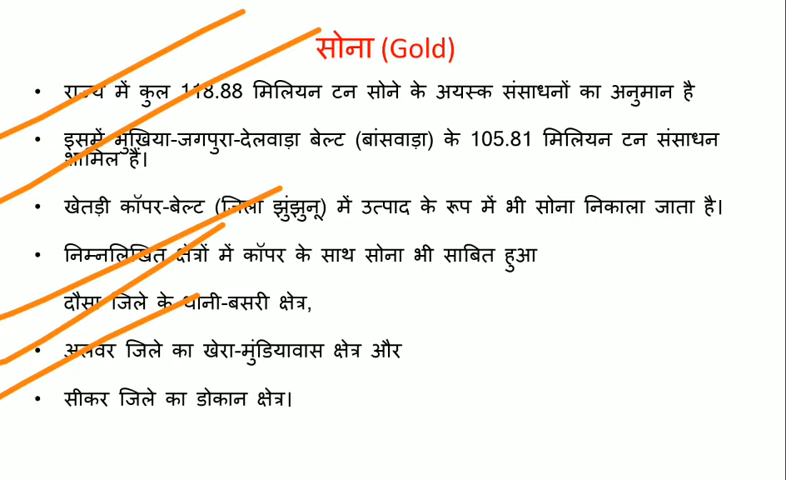 सोना (Gold)
• राज्य में कुल 118.88 मिलियन टन सोने के अयस्क संसाधनों का अनुमान है
• इसमें भुखिया-जगपुरा-देलवाड़ा बेल्ट (बांसवाड़ा) के 105.81 मिलियन टन संसाधन
शामिल हैं।
• खेतड़ी कॉपर-बेल्ट (जिला झुंझुनू) में उत्पाद के रूप में भी सोना निकाला जाता है।
• निम्नलिखित क्षेत्रों में कॉपर के साथ सोना भी साबित हुआ
दौसा जिले के धानी-बसरी क्षेत्र,
• अलवर जिले का खेरा-मुंडियावास क्षेत्र और
• सीकर जिले का डोकान क्षेत्र।